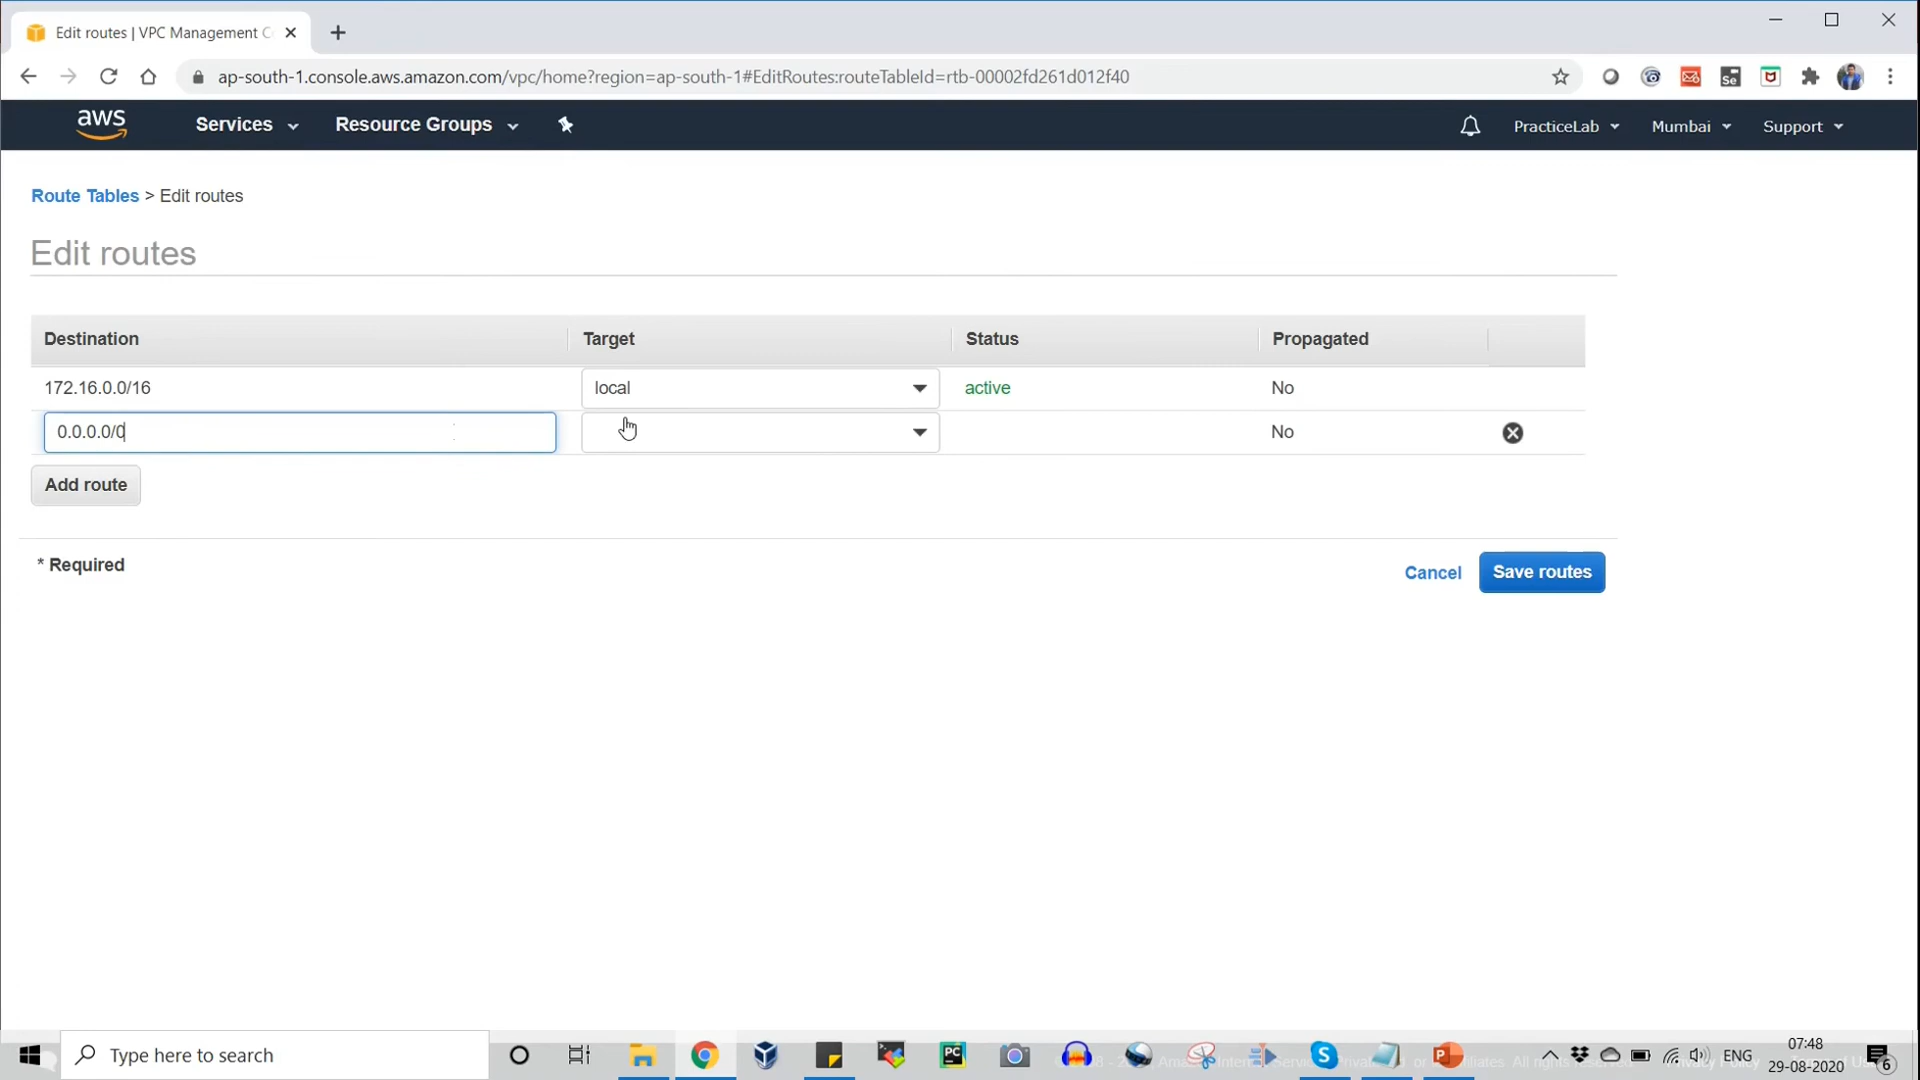 Edit routes | VPC Management C
ap-south-1.console.aws.amazon.com/vpc/home?region=ap-south-1#EditRoutes:routeTableId=rtb-00002fd261d012f40
aws Services Resource Groups PracticeLab Mumbai Support
Route Tables > Edit routes
Edit routes
Destination Target Status Propagated
172.16.0.0/16 local active No
0.0.0.0/0 No
Add route
* Required
Cancel Save routes
Type here to search
ENG
07:48
29-08-2020
6